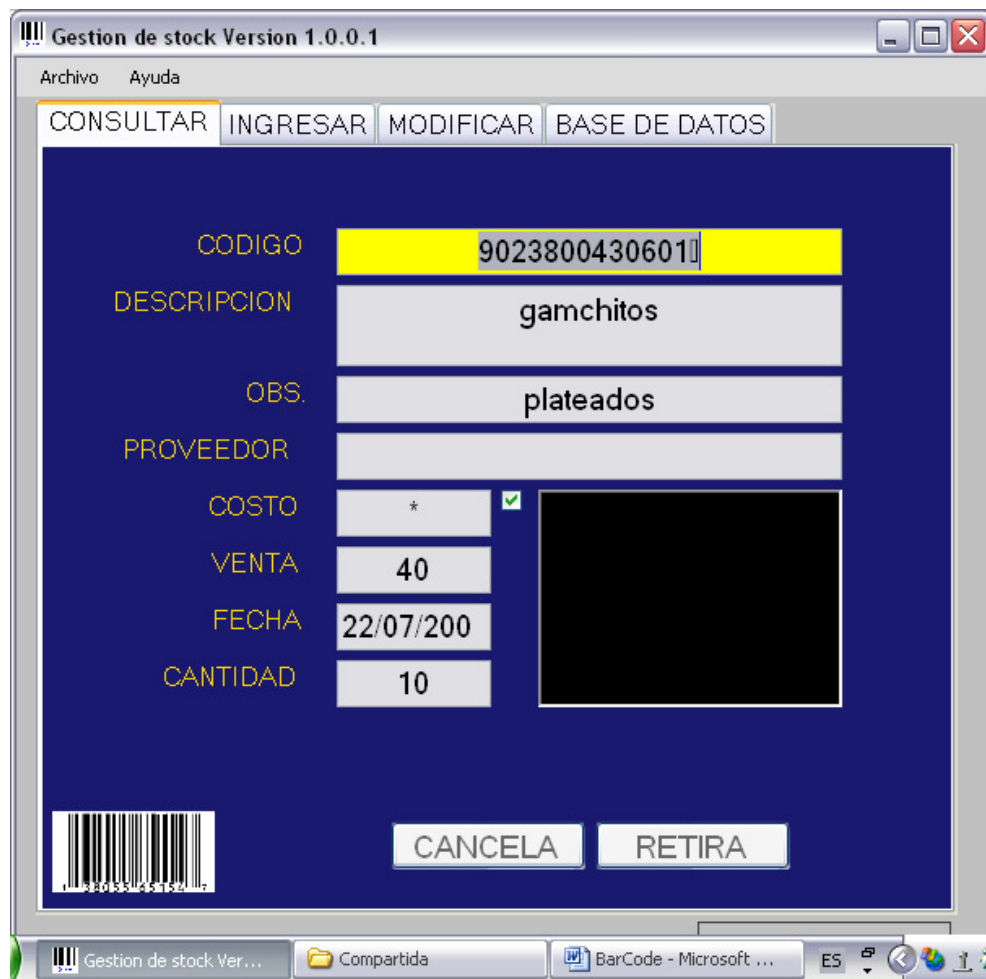 Gestion de stock Version 1.0.0.1
Archivo Ayuda
CONSULTAR INGRESAR MODIFICAR BASE DE DATOS
CODIGO 9023800430601
DESCRIPCION gamchitos
OBS. plateados
PROVEEDOR
COSTO *
VENTA 40
FECHA 22/07/200
CANTIDAD 10
CANCELA RETIRA
Gestion de stock Ver... Compartida BarCode - Microsoft ... ES